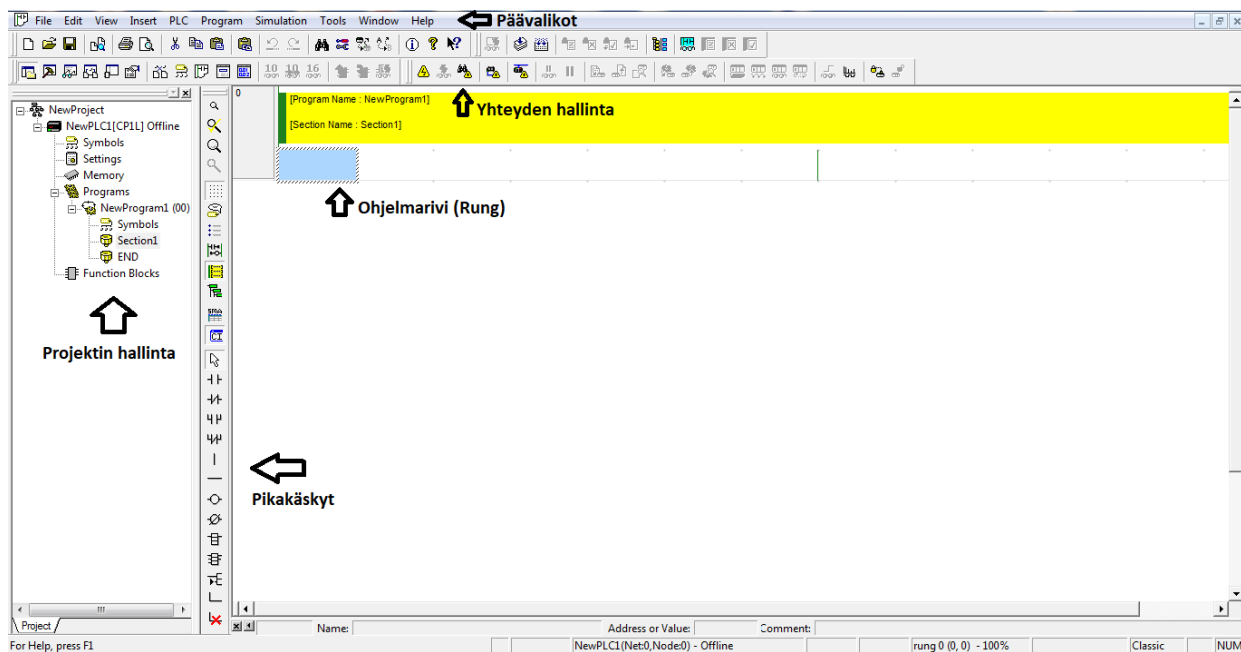 File Edit View Insert PLC Program Simulation Tools Window Help
Päävalikot
10 10 16
Yhteyden hallinta
NewProject
NewPLC1[CP1L] Offline
Symbols
Settings
Memory
Programs
NewProgram1 (00)
Symbols
Section1
END
Function Blocks
Projektin hallinta
0
[Program Name : NewProgram1]
[Section Name : Section1]
Ohjelmarivi (Rung)
Pikakäskyt
Project
Name:
Address or Value:
Comment:
For Help, press F1
NewPLC1(Net:0,Node:0) - Offline
rung 0 (0, 0) - 100%
Classic
NUM